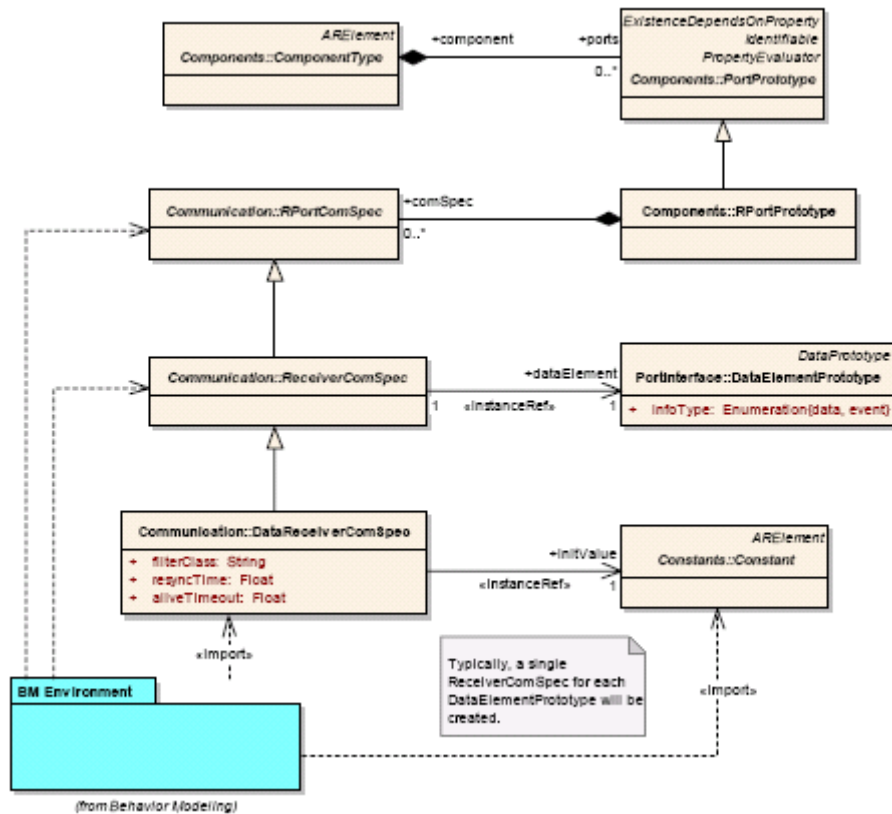 ARElement
Components::ComponentType
+component
+ports
0..*
ExistenceDependsOnProperty
Identifiable
PropertyEvaluator
Components::PortPrototype
Communication::RPortComSpec
+comSpec
0..*
Components::RPortPrototype
Communication::ReceiverComSpec
+dataElement
1
«InstanceRef»
1
DataPrototype
PortInterface::DataElementPrototype
+ infoType: Enumeration{data, event}
Communication::DataReceiverComSpec
+ filterClass: String
+ resyncTime: Float
+ aliveTimeout: Float
+initValue
«InstanceRef»
1
ARElement
Constants::Constant
«import»
Typically, a single
ReceiverComSpec for each
DataElementPrototype will be
created.
«import»
BM Environment
(from Behavior Modeling)